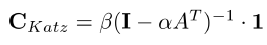 C_{Katz} = β(I − αA^T)^{−1} · 1